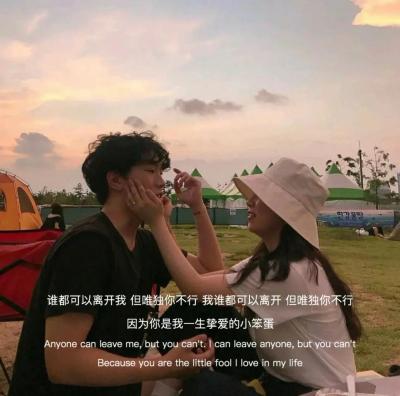 谁都可以离开我 但唯独你不行 我谁都可以离开 但唯独你不行
因为你是我一生挚爱的小笨蛋
Anyone can leave me, but you can't. I can leave anyone, but you can't
Because you are the little fool I love in my life